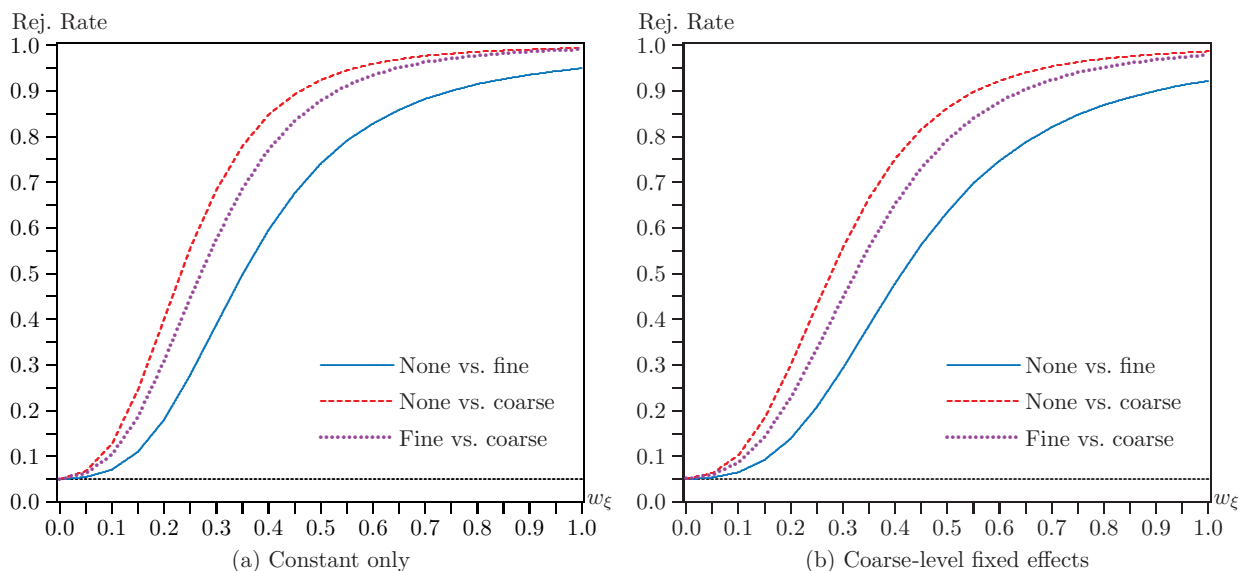 Rej. Rate
1.0
0.9
0.8
0.7
0.6
0.5
0.4
0.3
0.2
0.1
0.0
None vs. fine
None vs. coarse
Fine vs. coarse
w_ξ
0.0 0.1 0.2 0.3 0.4 0.5 0.6 0.7 0.8 0.9 1.0
(a) Constant only
Rej. Rate
1.0
0.9
0.8
0.7
0.6
0.5
0.4
0.3
0.2
0.1
0.0
None vs. fine
None vs. coarse
Fine vs. coarse
w_ξ
0.0 0.1 0.2 0.3 0.4 0.5 0.6 0.7 0.8 0.9 1.0
(b) Coarse-level fixed effects